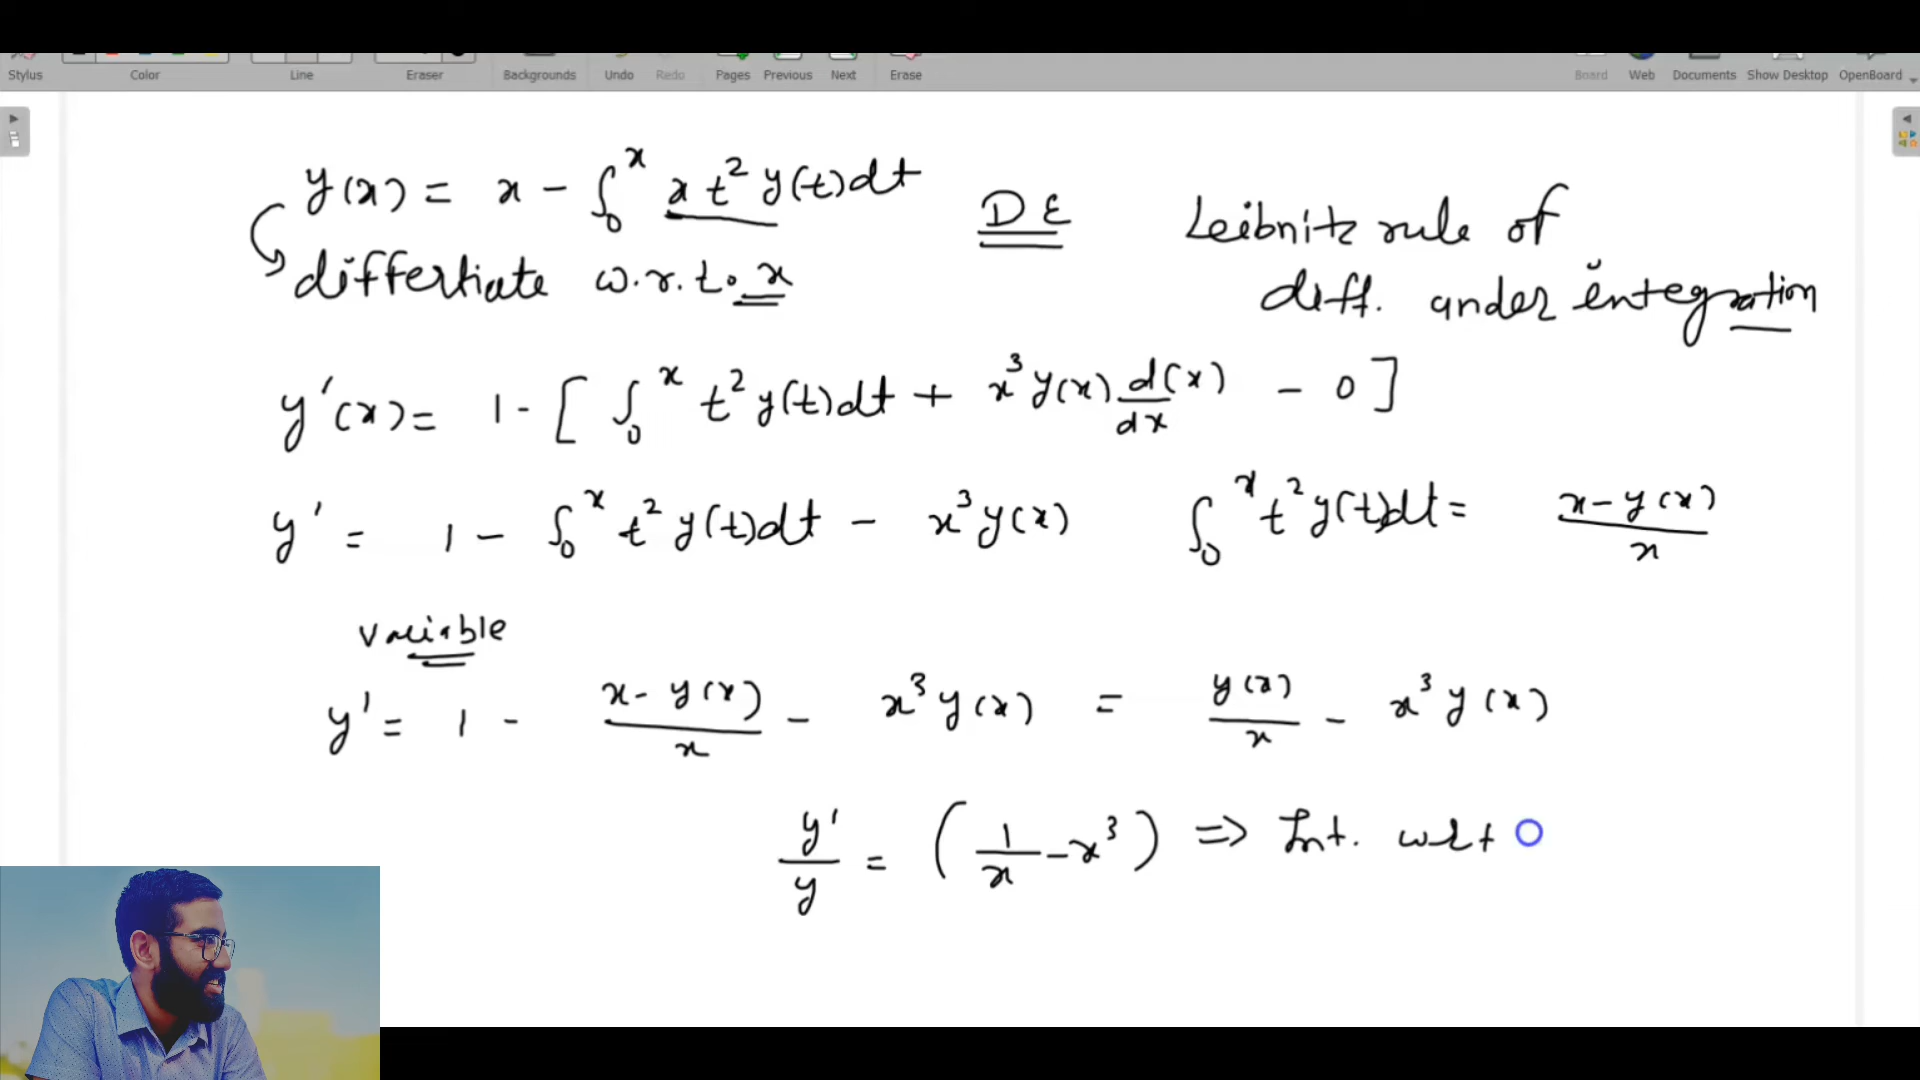 Stylus Color Line Eraser Backgrounds Undo Redo Pages Previous Next Erase Board Web Documents Show Desktop OpenBoard
y(x) = x - ∫₀ˣ x t² y(t)dt
DE
Leibnitz rule of
diff. under integration
differtiate w.r.to x
y'(x) = 1 - [ ∫₀ˣ t² y(t)dt + x³ y(x) d(x)/dx - 0 ]
y' = 1 - ∫₀ˣ t² y(t)dt - x³ y(x)
∫₀ˣ t² y(t)dt = (x - y(x))/x
variable
y' = 1 - (x - y(x))/x - x³ y(x) = y(x)/x - x³ y(x)
y'/y = (1/x - x³) => Int. wrt